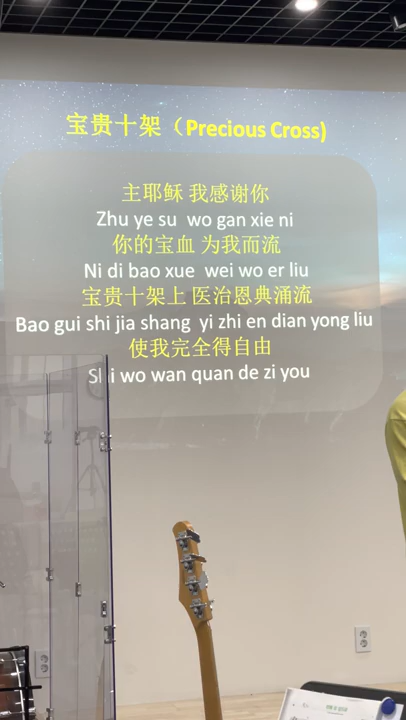 宝贵十架（Precious Cross)
主耶稣 我感谢你
Zhu ye su wo gan xie ni
你的宝血 为我而流
Ni di bao xue wei wo er liu
宝贵十架上 医治恩典涌流
Bao gui shi jia shang yi zhi en dian yong liu
使我完全得自由
Shi wo wan quan de zi you